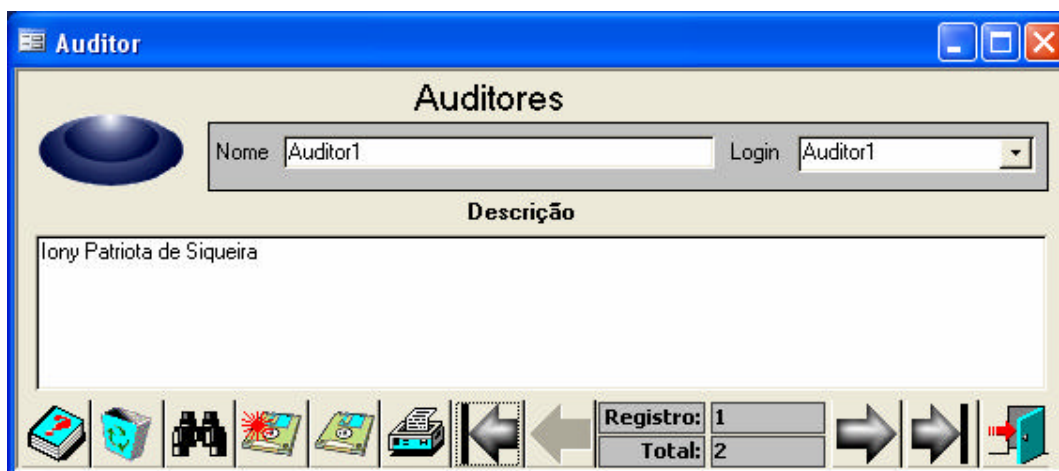 Auditor
Auditores
Nome Auditor1 Login Auditor1
Descrição
Iony Patriota de Siqueira
Registro: 1
Total: 2